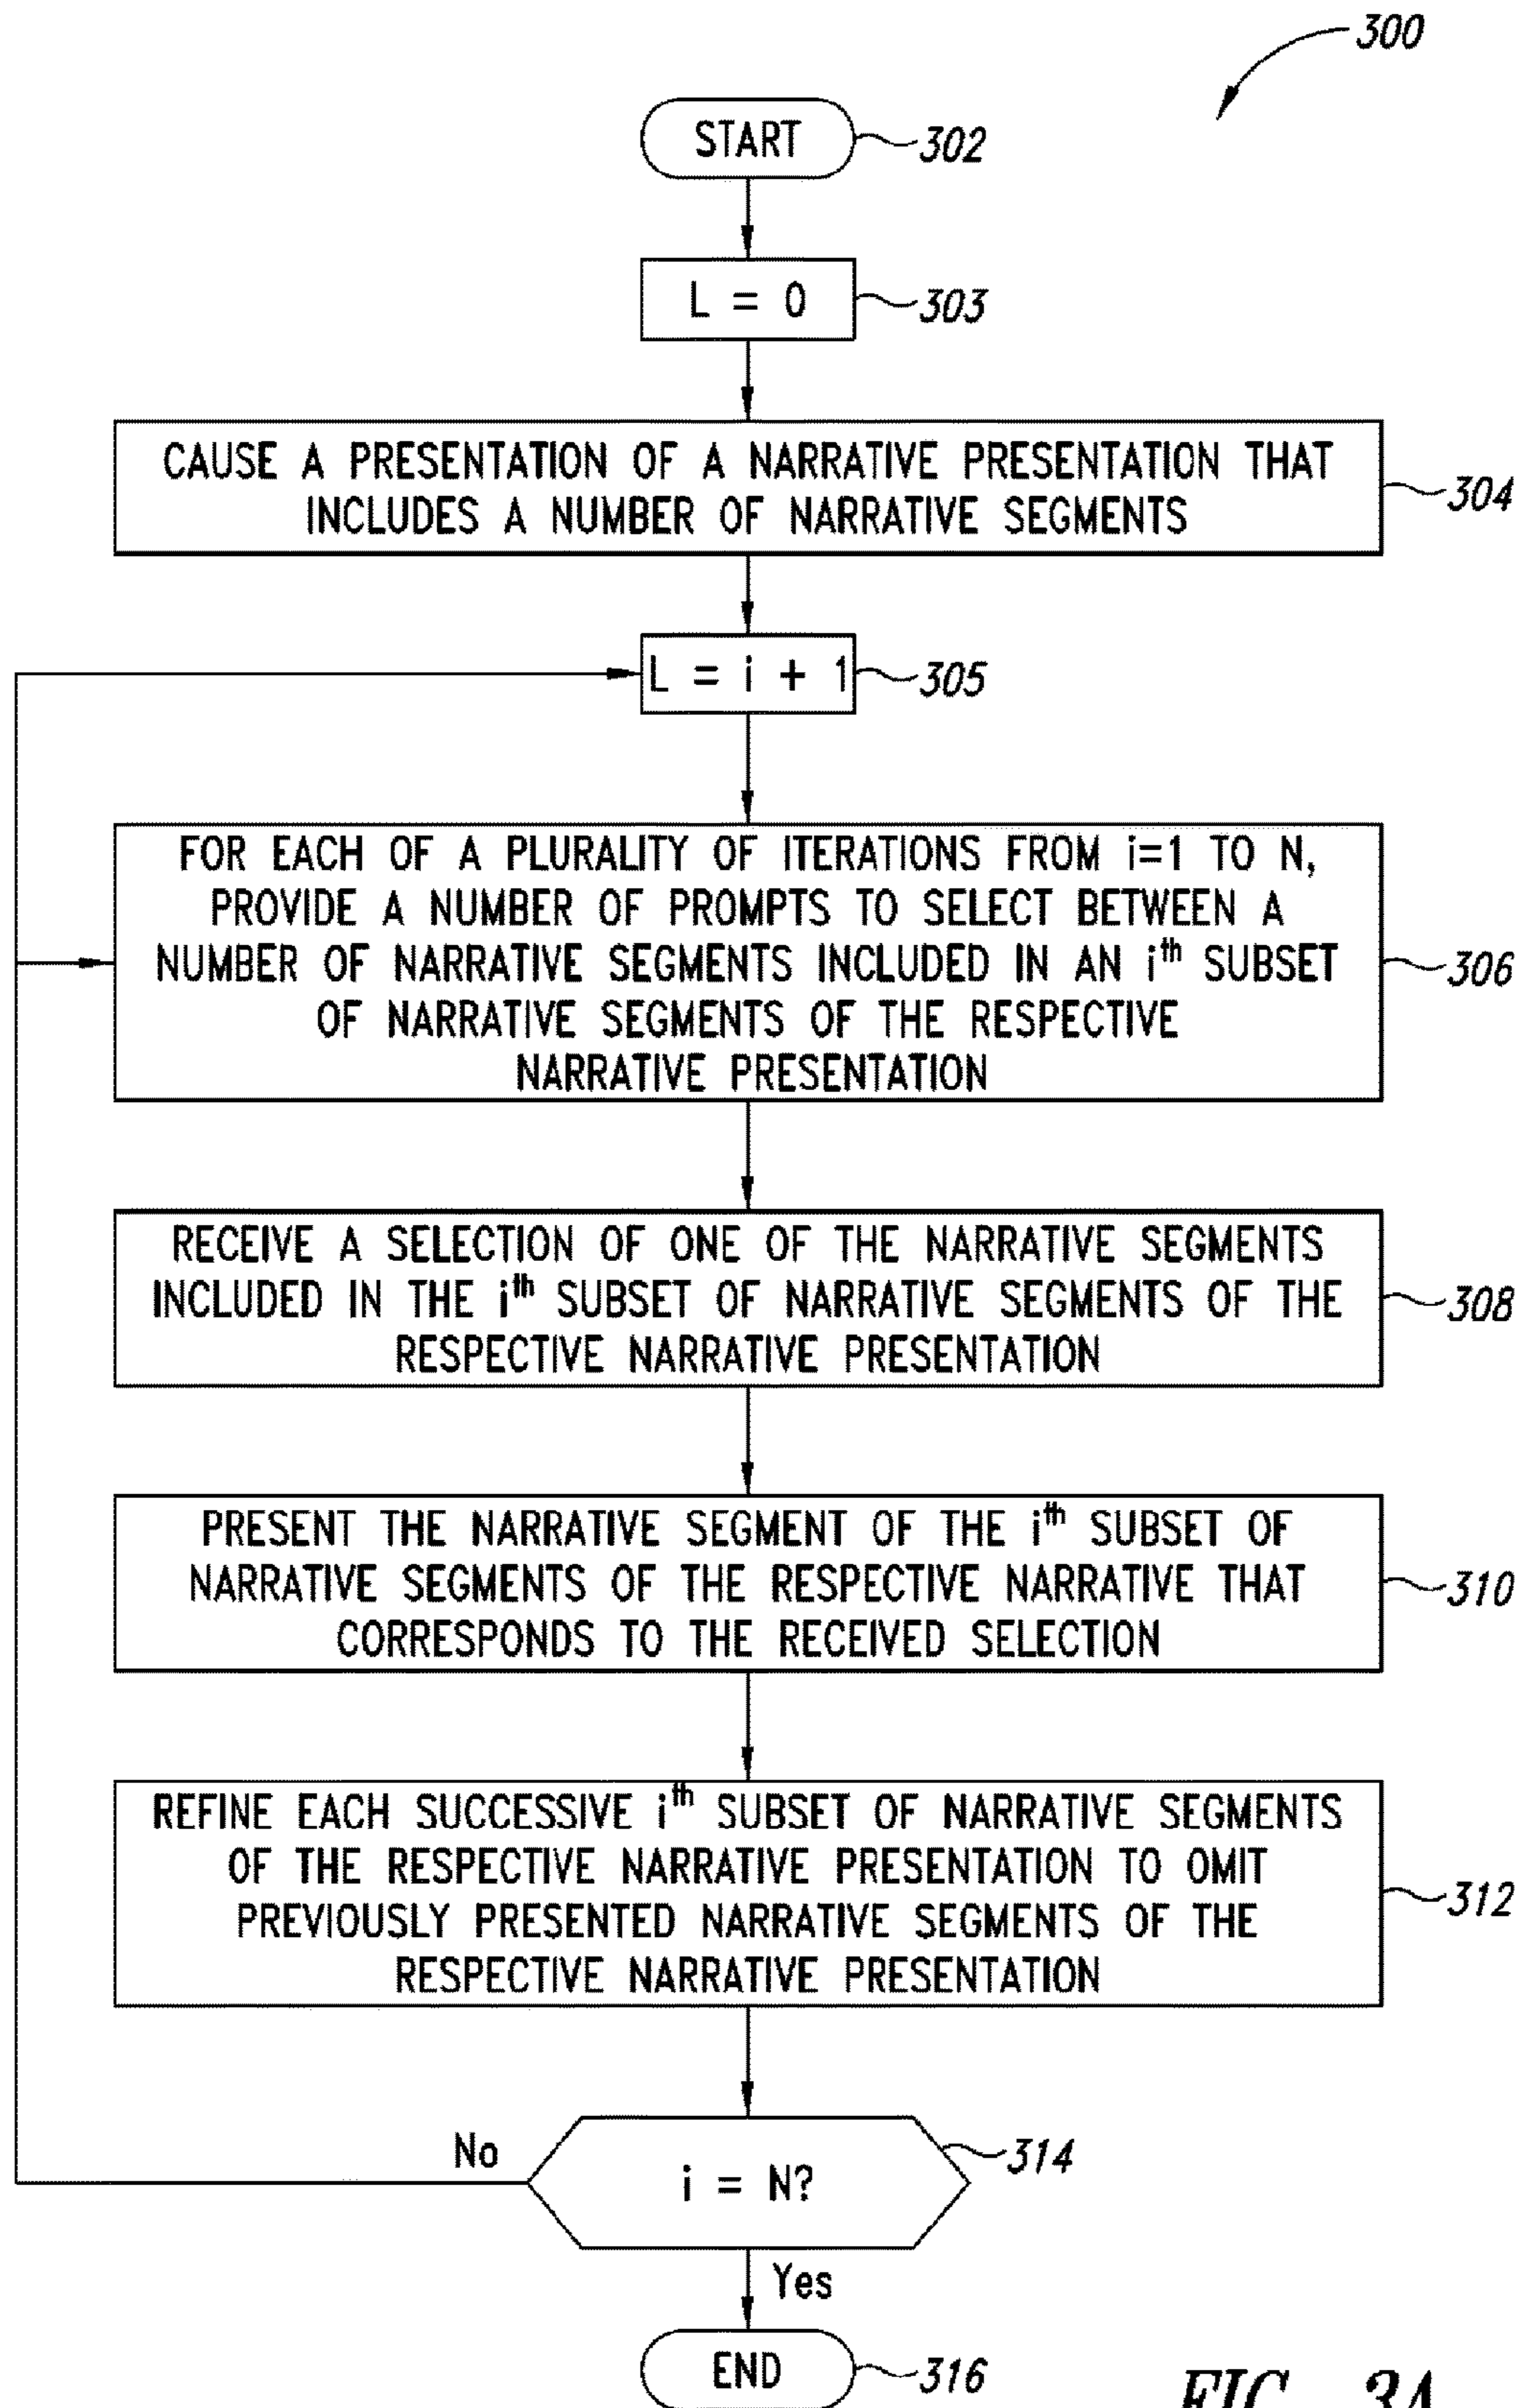 300
START
302
L = 0
303
CAUSE A PRESENTATION OF A NARRATIVE PRESENTATION THAT
INCLUDES A NUMBER OF NARRATIVE SEGMENTS
304
L = i + 1
305
FOR EACH OF A PLURALITY OF ITERATIONS FROM i=1 TO N,
PROVIDE A NUMBER OF PROMPTS TO SELECT BETWEEN A
NUMBER OF NARRATIVE SEGMENTS INCLUDED IN AN ith SUBSET
OF NARRATIVE SEGMENTS OF THE RESPECTIVE
NARRATIVE PRESENTATION
306
RECEIVE A SELECTION OF ONE OF THE NARRATIVE SEGMENTS
INCLUDED IN THE ith SUBSET OF NARRATIVE SEGMENTS OF THE
RESPECTIVE NARRATIVE PRESENTATION
308
PRESENT THE NARRATIVE SEGMENT OF THE ith SUBSET OF
NARRATIVE SEGMENTS OF THE RESPECTIVE NARRATIVE THAT
CORRESPONDS TO THE RECEIVED SELECTION
310
REFINE EACH SUCCESSIVE ith SUBSET OF NARRATIVE SEGMENTS
OF THE RESPECTIVE NARRATIVE PRESENTATION TO OMIT
PREVIOUSLY PRESENTED NARRATIVE SEGMENTS OF THE
RESPECTIVE NARRATIVE PRESENTATION
312
No
i = N?
314
Yes
END
316
FIG. 3A